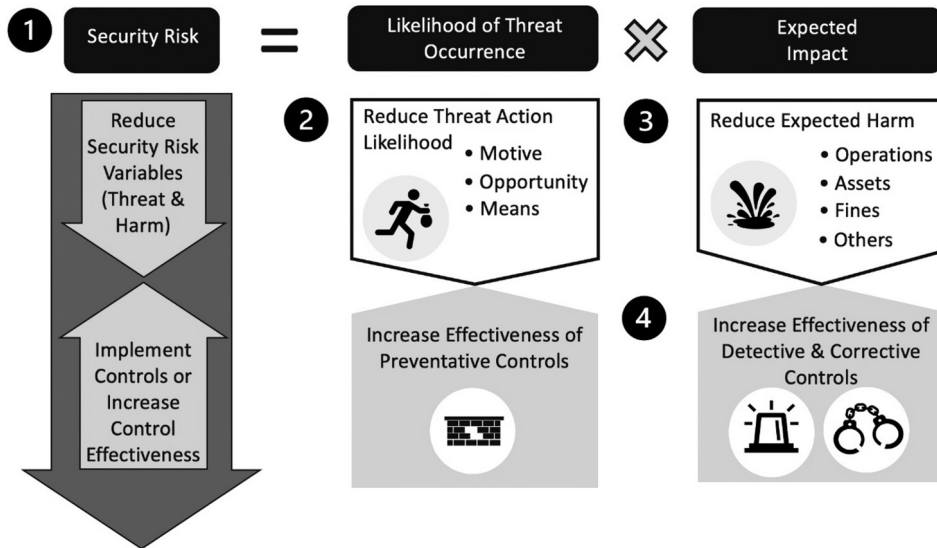 1
Security Risk
=
Likelihood of Threat
Occurrence
Expected
Impact
Reduce
Security Risk
Variables
(Threat &
Harm)
Implement
Controls or
Increase
Control
Effectiveness
2
Reduce Threat Action
Likelihood
• Motive
• Opportunity
• Means
Increase Effectiveness of
Preventative Controls
3
Reduce Expected Harm
• Operations
• Assets
• Fines
• Others
4
Increase Effectiveness of
Detective & Corrective
Controls